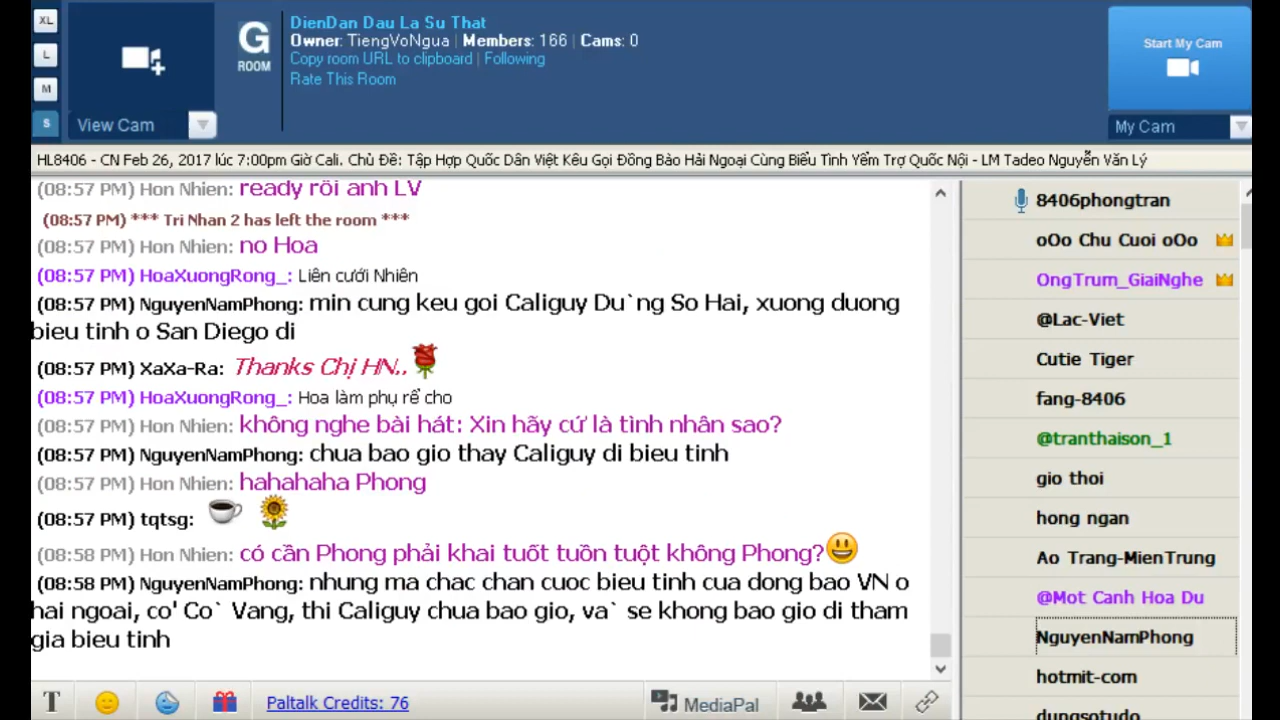 XL
L
M
S
View Cam
G
ROOM
DienDan Dau La Su That
Owner: TiengVoNgua | Members: 166 | Cams: 0
Copy room URL to clipboard | Following
Rate This Room
Start My Cam
My Cam
HL8406 - CN Feb 26, 2017 lúc 7:00pm Giờ Cali. Chủ Đề: Tập Hợp Quốc Dân Việt Kêu Gọi Đồng Bào Hải Ngoại Cùng Biểu Tình Yểm Trợ Quốc Nội - LM Tadeo Nguyễn Văn Lý
(08:57 PM) Hon Nhien: ready rồi anh LV
(08:57 PM) *** Tri Nhan 2 has left the room ***
(08:57 PM) Hon Nhien: no Hoa
(08:57 PM) HoaXuongRong_: Liên cưới Nhiên
(08:57 PM) NguyenNamPhong: min cung keu goi Caliguy Du`ng So Hai, xuong duong
bieu tinh o San Diego di
(08:57 PM) XaXa-Ra: Thanks Chị HN..
(08:57 PM) HoaXuongRong_: Hoa làm phụ rể cho
(08:57 PM) Hon Nhien: không nghe bài hát: Xin hãy cứ là tình nhân sao?
(08:57 PM) NguyenNamPhong: chua bao gio thay Caliguy di bieu tinh
(08:57 PM) Hon Nhien: hahahaha Phong
(08:57 PM) tqtsg:
(08:58 PM) Hon Nhien: có cần Phong phải khai tuốt tuồn tuột không Phong?
(08:58 PM) NguyenNamPhong: nhung ma chac chan cuoc bieu tinh cua dong bao VN o
hai ngoai, co' Co` Vang, thi Caliguy chua bao gio, va` se khong bao gio di tham
gia bieu tinh
8406phongtran
oOo Chu Cuoi oOo
OngTrum_GiaiNghe
@Lac-Viet
Cutie Tiger
fang-8406
@tranthaison_1
gio thoi
hong ngan
Ao Trang-MienTrung
@Mot Canh Hoa Du
NguyenNamPhong
hotmit-com
dungsotudo
T
Paltalk Credits: 76
MediaPal